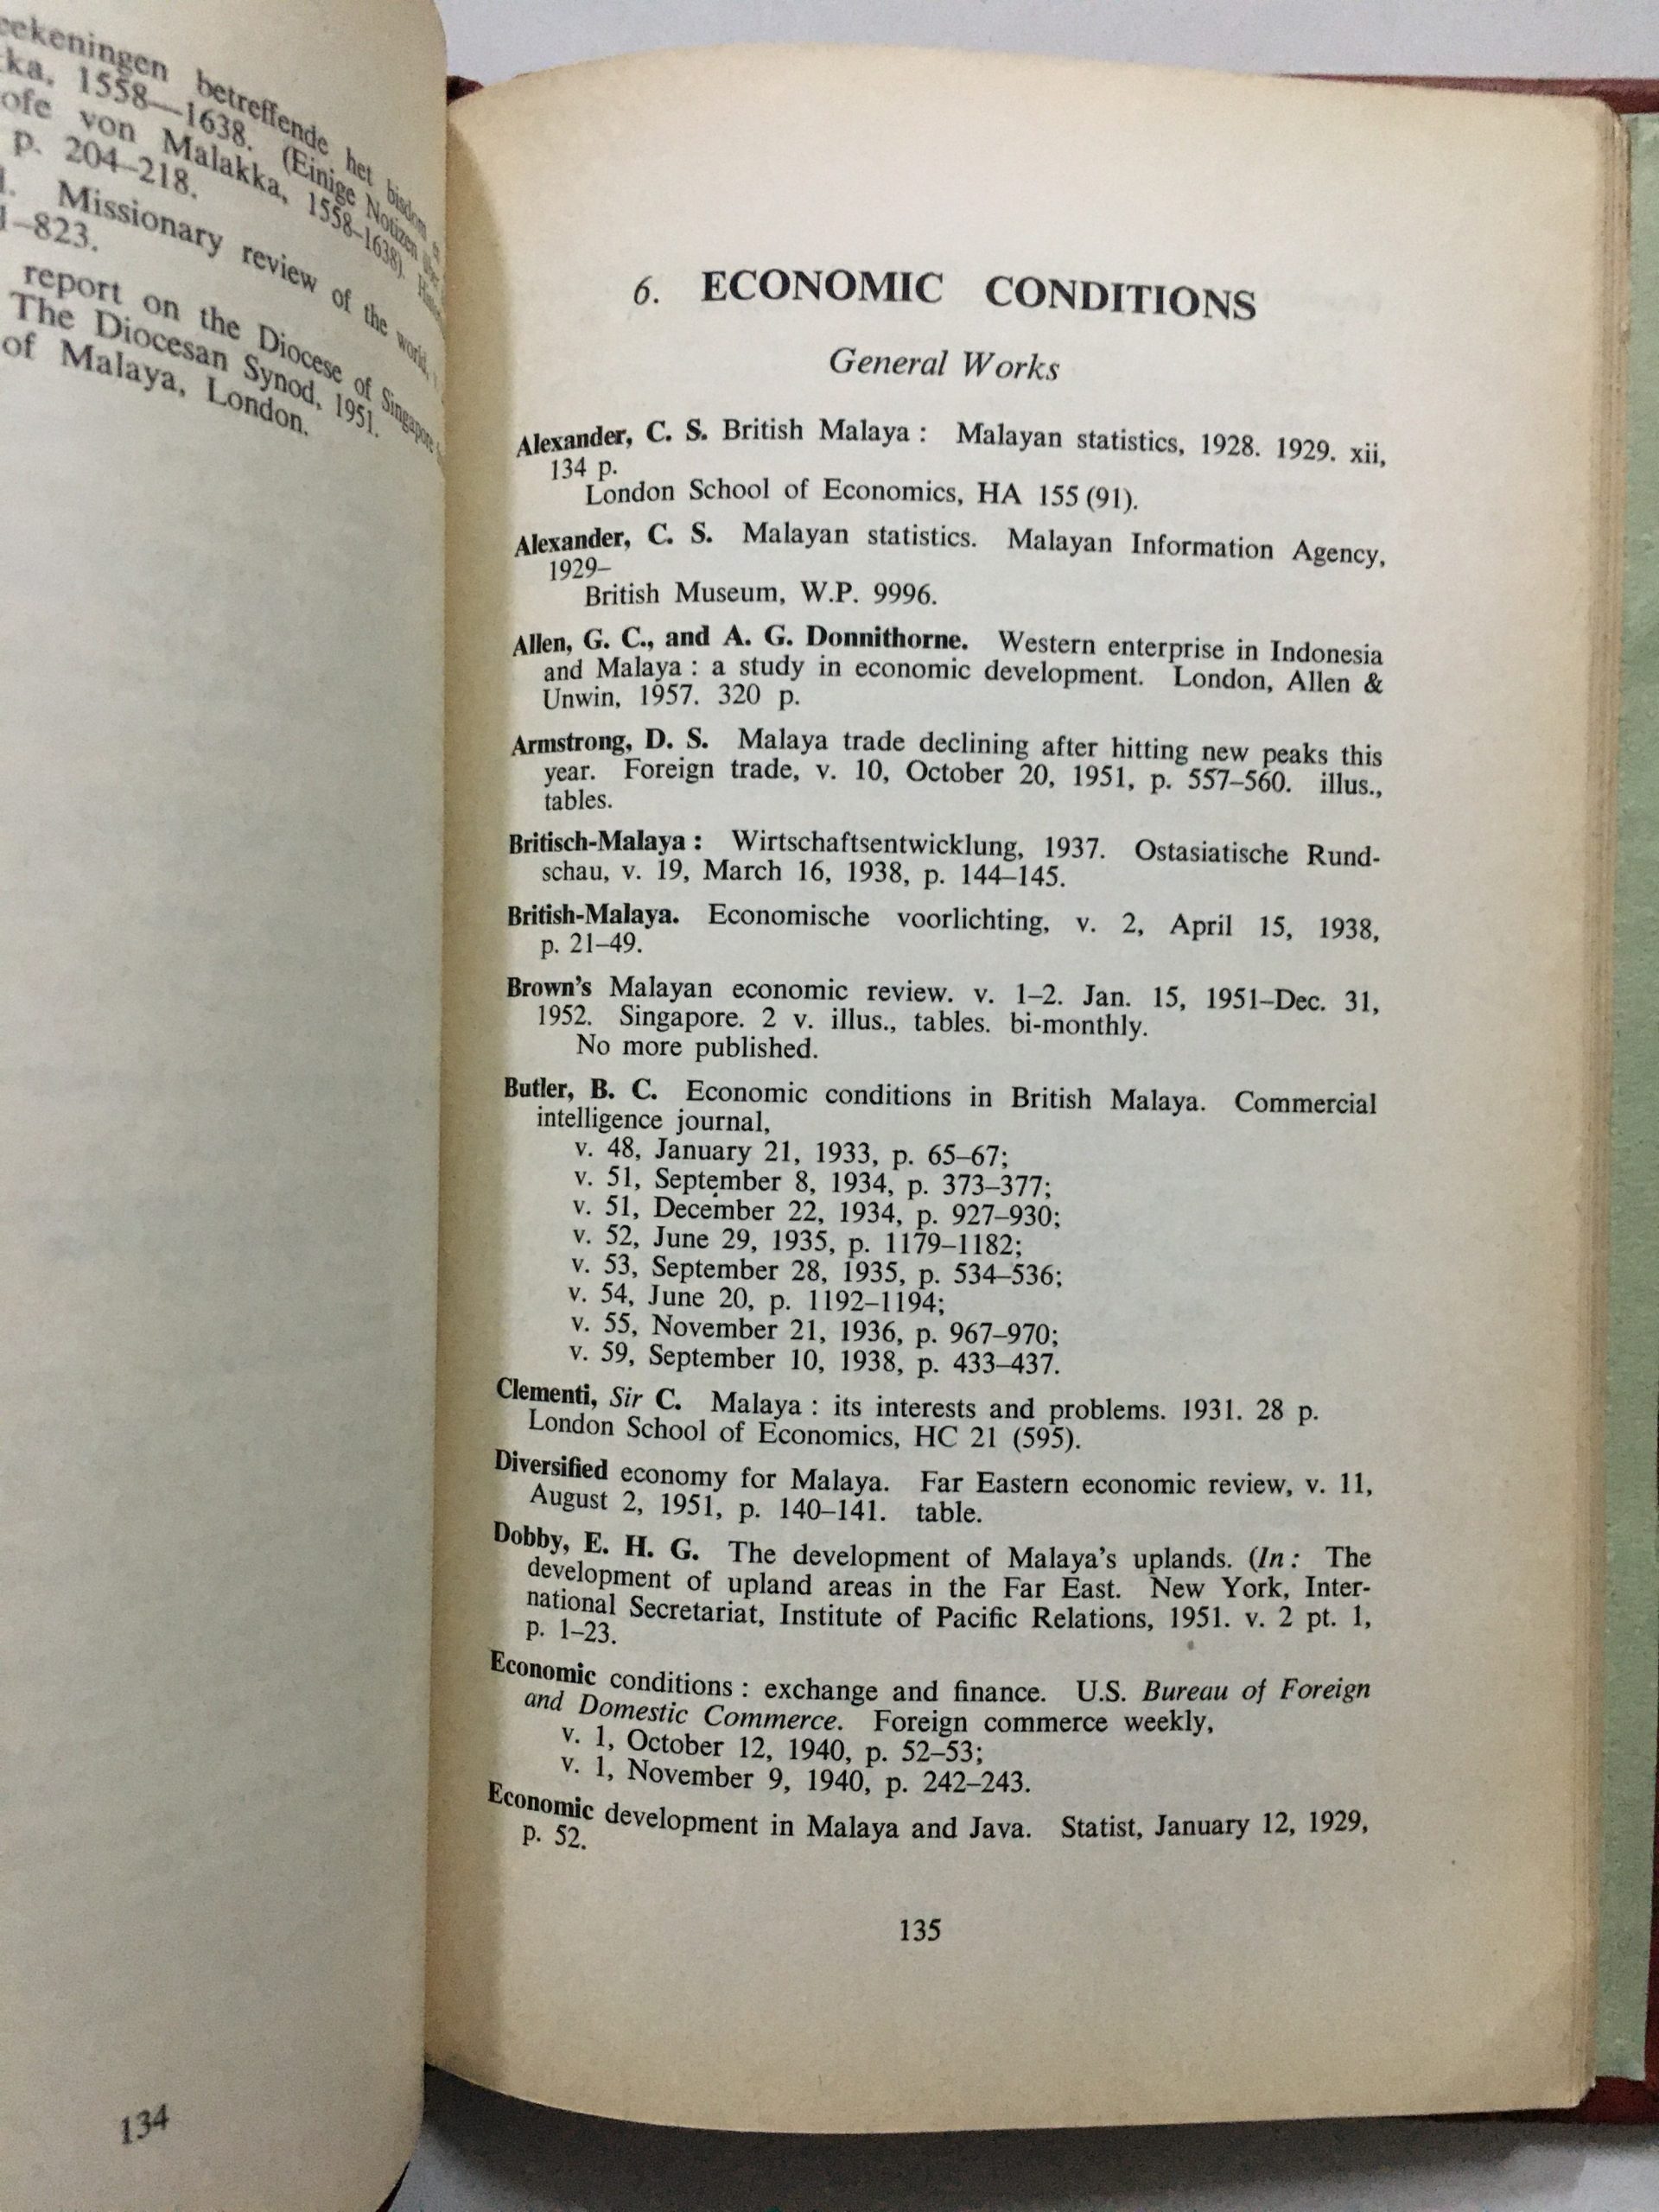 eekeningen betreffende het bisdom
ka, 1558—1638. (Einige Notizen über
ofe von Malakka, 1558–1638).
p. 204–218.
Missionary review of the world,
–823.
report on the Diocese of Singapore
The Diocesan Synod, 1951.
of Malaya, London.
134
6. ECONOMIC CONDITIONS
General Works
Alexander, C. S. British Malaya : Malayan statistics, 1928. 1929. xii,
134 p.
London School of Economics, HA 155 (91).
Alexander, C. S. Malayan statistics. Malayan Information Agency,
1929–
British Museum, W.P. 9996.
Allen, G. C., and A. G. Donnithorne. Western enterprise in Indonesia
and Malaya : a study in economic development. London, Allen &
Unwin, 1957. 320 p.
Armstrong, D. S. Malaya trade declining after hitting new peaks this
year. Foreign trade, v. 10, October 20, 1951, p. 557–560. illus.,
tables.
Britisch-Malaya : Wirtschaftsentwicklung, 1937. Ostasiatische Rund-
schau, v. 19, March 16, 1938, p. 144–145.
British-Malaya. Economische voorlichting, v. 2, April 15, 1938,
p. 21–49.
Brown's Malayan economic review. v. 1–2. Jan. 15, 1951–Dec. 31,
1952. Singapore. 2 v. illus., tables. bi-monthly.
No more published.
Butler, B. C. Economic conditions in British Malaya. Commercial
intelligence journal,
v. 48, January 21, 1933, p. 65–67;
v. 51, September 8, 1934, p. 373–377;
v. 51, December 22, 1934, p. 927–930;
v. 52, June 29, 1935, p. 1179–1182;
v. 53, September 28, 1935, p. 534–536;
v. 54, June 20, p. 1192–1194;
v. 55, November 21, 1936, p. 967–970;
v. 59, September 10, 1938, p. 433–437.
Clementi, Sir C. Malaya : its interests and problems. 1931. 28 p.
London School of Economics, HC 21 (595).
Diversified economy for Malaya. Far Eastern economic review, v. 11,
August 2, 1951, p. 140–141. table.
Dobby, E. H. G. The development of Malaya's uplands. (In : The
development of upland areas in the Far East. New York, Inter-
national Secretariat, Institute of Pacific Relations, 1951. v. 2 pt. 1,
p. 1–23.
Economic conditions : exchange and finance. U.S. Bureau of Foreign
and Domestic Commerce. Foreign commerce weekly,
v. 1, October 12, 1940, p. 52–53;
v. 1, November 9, 1940, p. 242–243.
Economic development in Malaya and Java. Statist, January 12, 1929,
p. 52.
135